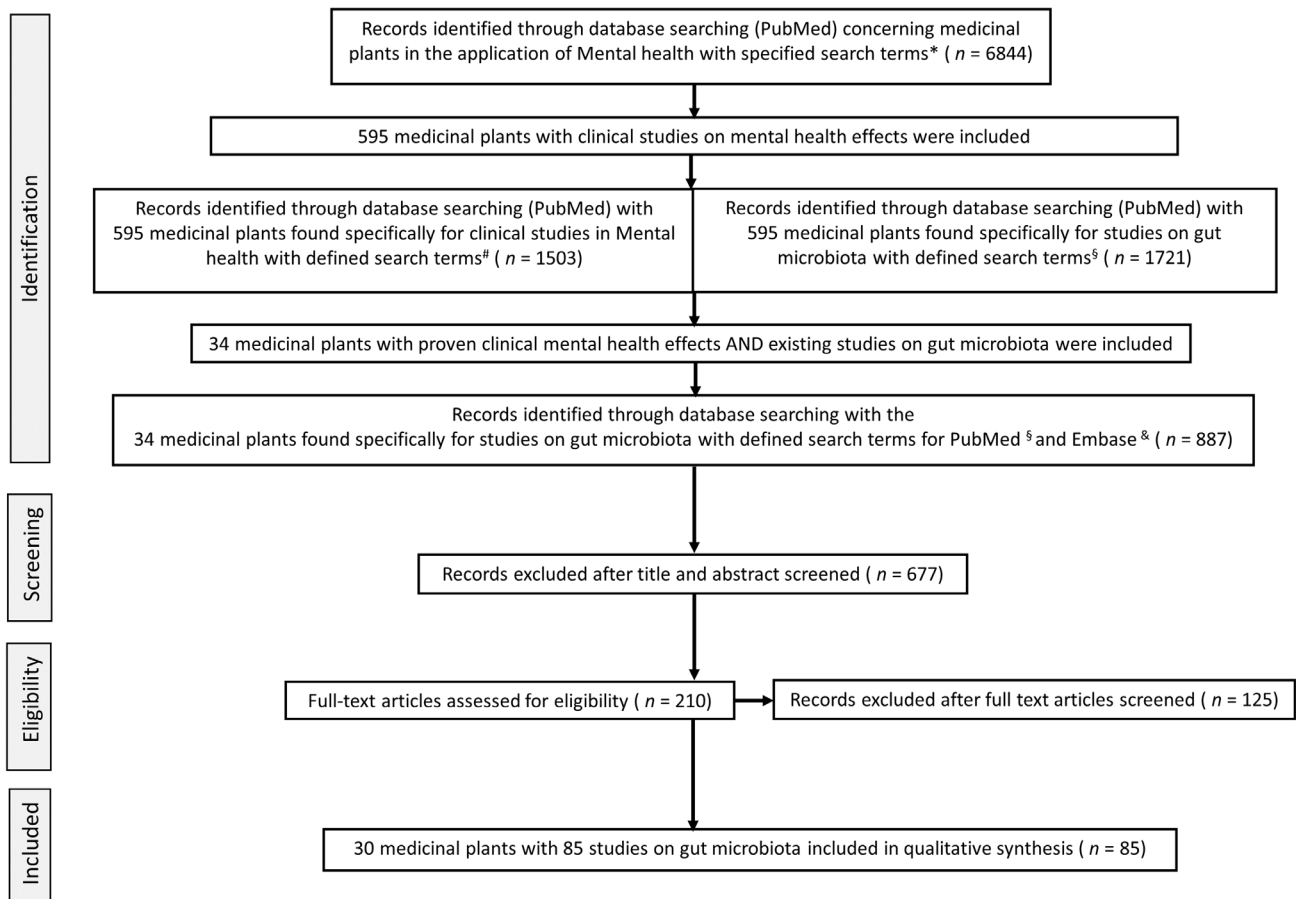 Identification
Records identified through database searching (PubMed) concerning medicinal
plants in the application of Mental health with specified search terms* ( n = 6844)
595 medicinal plants with clinical studies on mental health effects were included
Records identified through database searching (PubMed) with
595 medicinal plants found specifically for clinical studies in Mental
health with defined search terms# ( n = 1503)
Records identified through database searching (PubMed) with
595 medicinal plants found specifically for studies on gut
microbiota with defined search terms§ ( n = 1721)
34 medicinal plants with proven clinical mental health effects AND existing studies on gut microbiota were included
Records identified through database searching with the
34 medicinal plants found specifically for studies on gut microbiota with defined search terms for PubMed § and Embase & ( n = 887)
Screening
Records excluded after title and abstract screened ( n = 677)
Eligibility
Full-text articles assessed for eligibility ( n = 210)
Records excluded after full text articles screened ( n = 125)
Included
30 medicinal plants with 85 studies on gut microbiota included in qualitative synthesis ( n = 85)